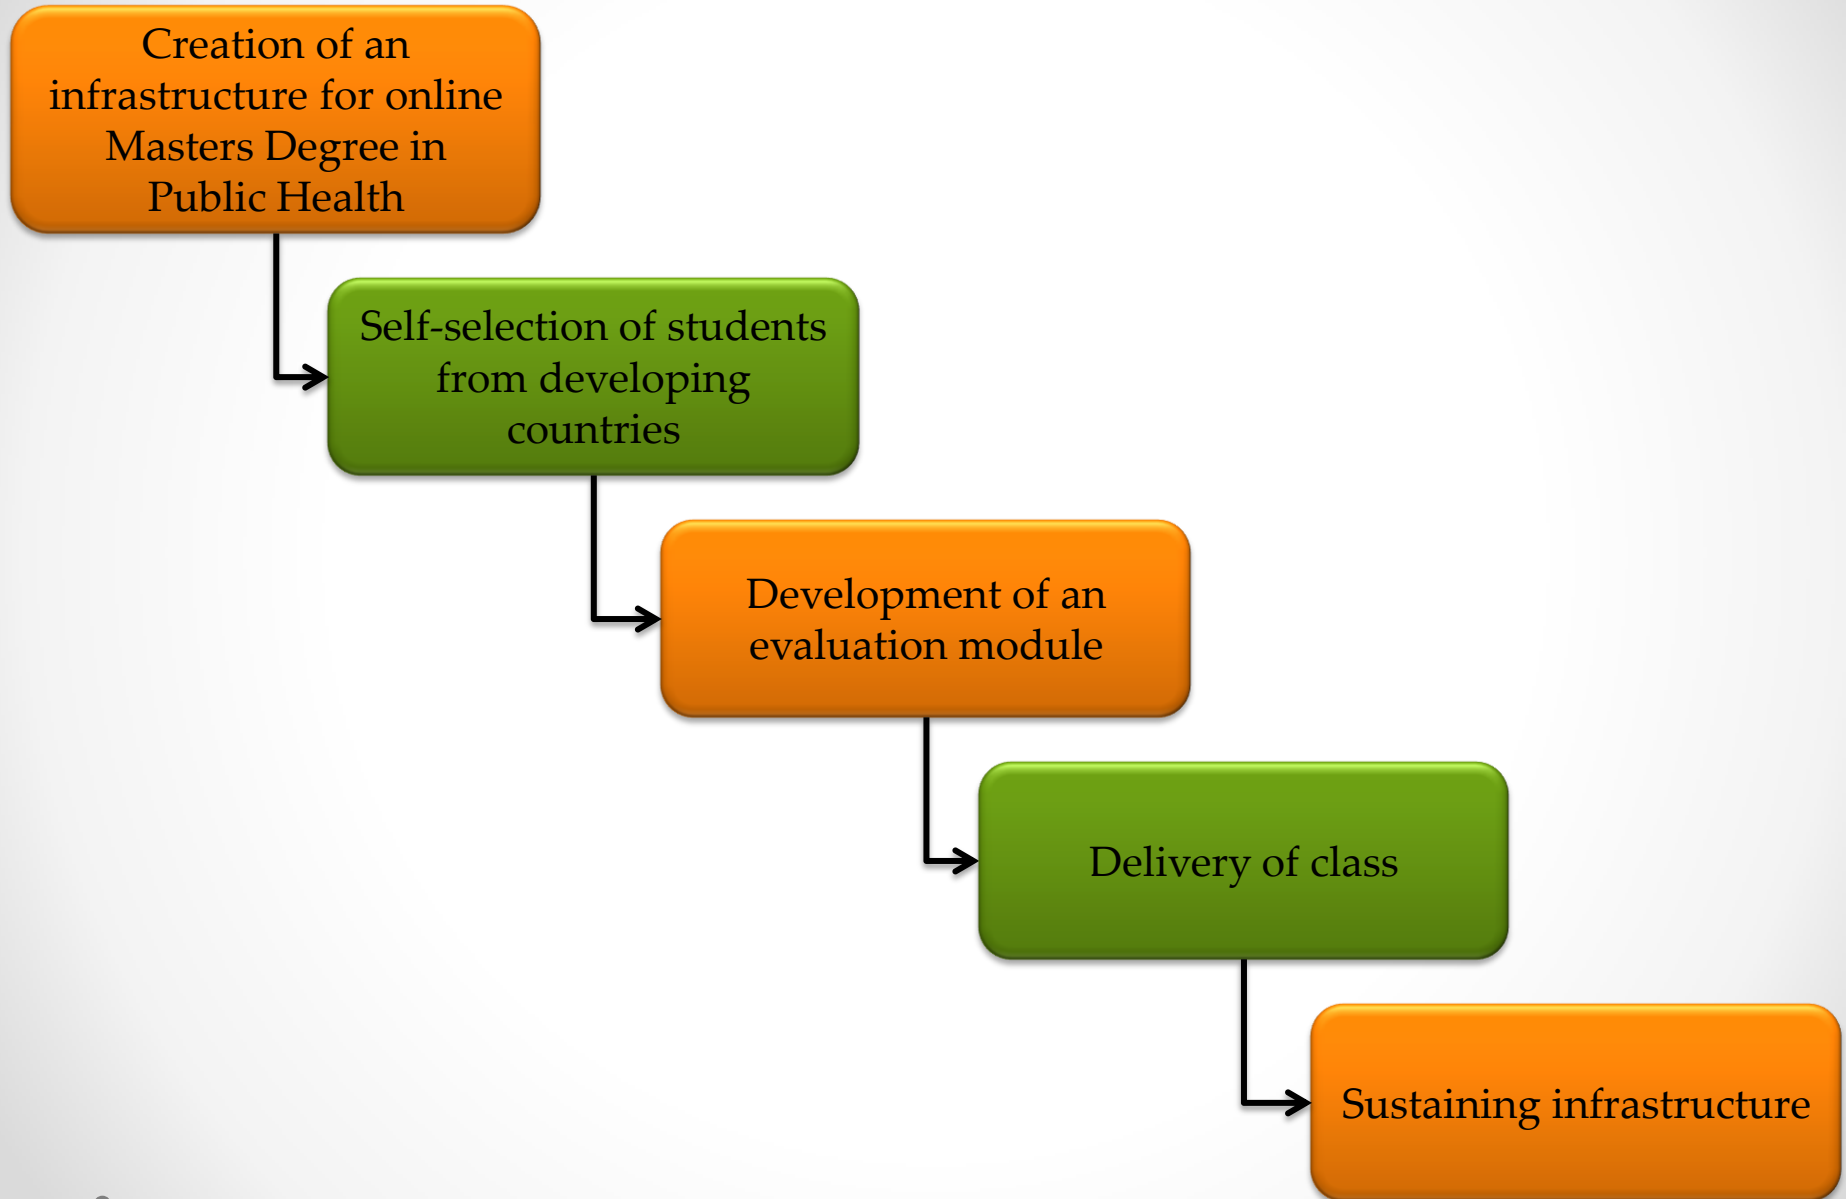 Creation of an
infrastructure for online
Masters Degree in
Public Health
Self-selection of students
from developing
countries
Development of an
evaluation module
Delivery of class
Sustaining infrastructure